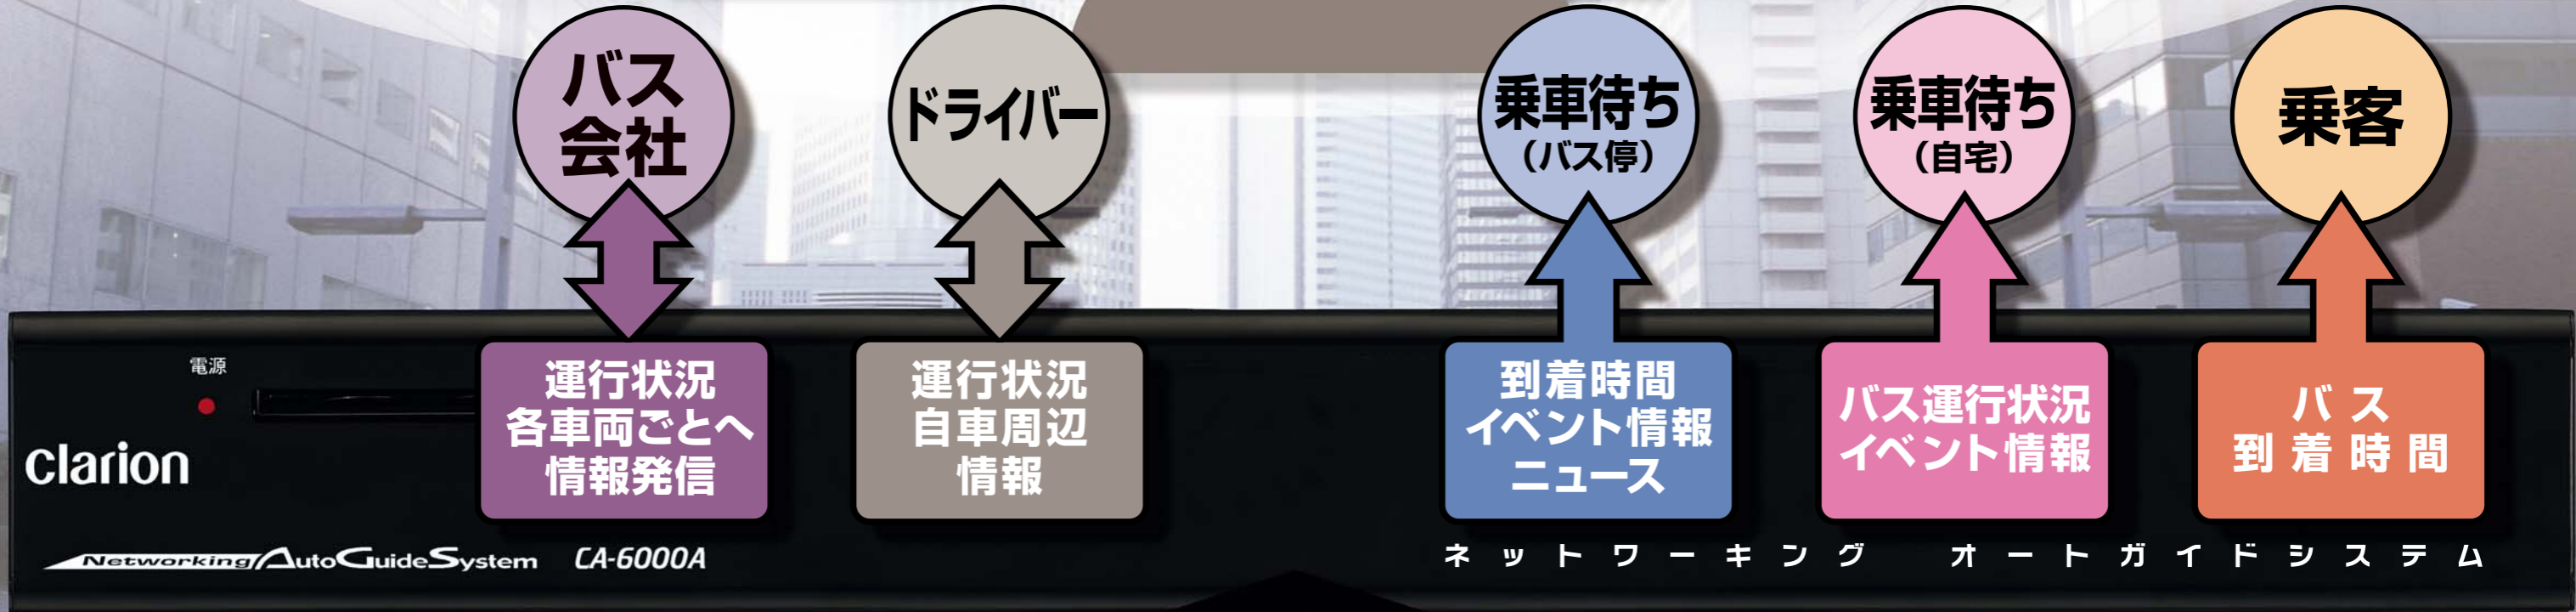 バス
会社
ドライバー
乗車待ち
（バス停）
乗車待ち
（自宅）
乗客
電源
clarion
運行状況
各車両ごとへ
情報発信
運行状況
自車周辺
情報
到着時間
イベント情報
ニュース
バス運行状況
イベント情報
バス
到着時間
Networking AutoGuideSystem CA-6000A
ネットワーキング オートガイドシステム